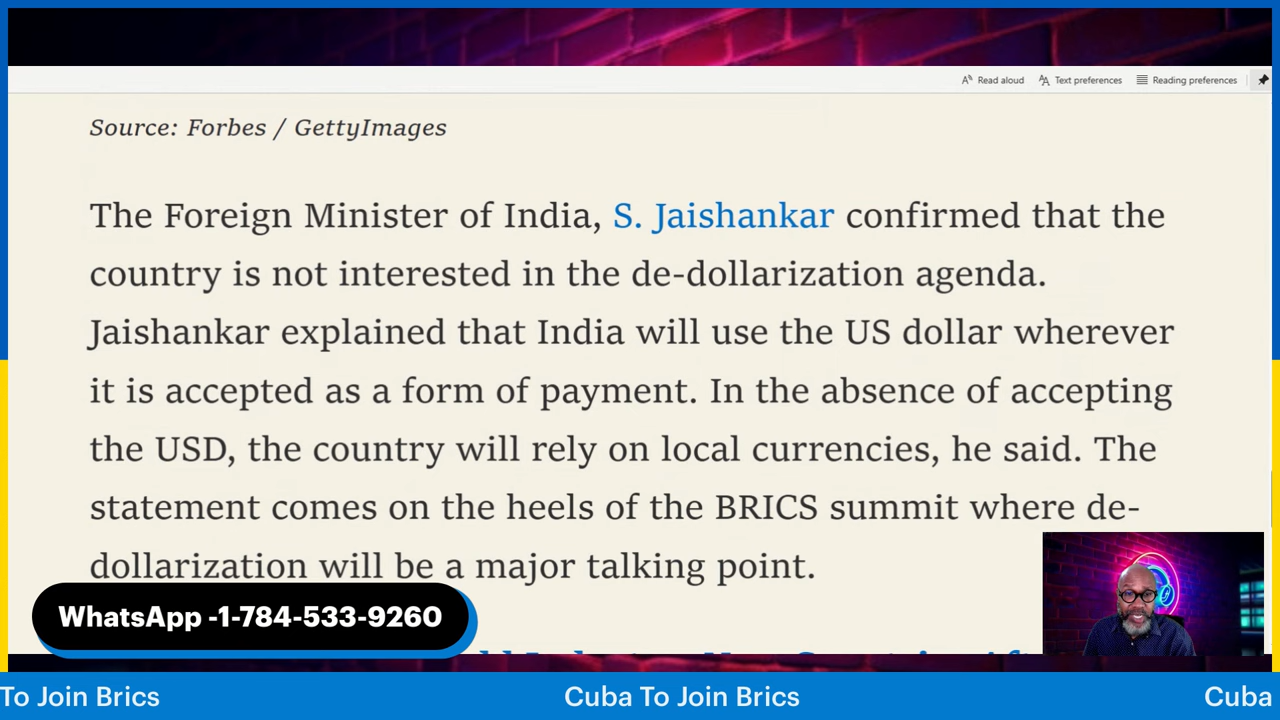 Read aloud Text preferences Reading preferences
Source: Forbes / GettyImages
The Foreign Minister of India, S. Jaishankar confirmed that the
country is not interested in the de-dollarization agenda.
Jaishankar explained that India will use the US dollar wherever
it is accepted as a form of payment. In the absence of accepting
the USD, the country will rely on local currencies, he said. The
statement comes on the heels of the BRICS summit where de-
dollarization will be a major talking point.
WhatsApp -1-784-533-9260
To Join Brics Cuba To Join Brics Cuba